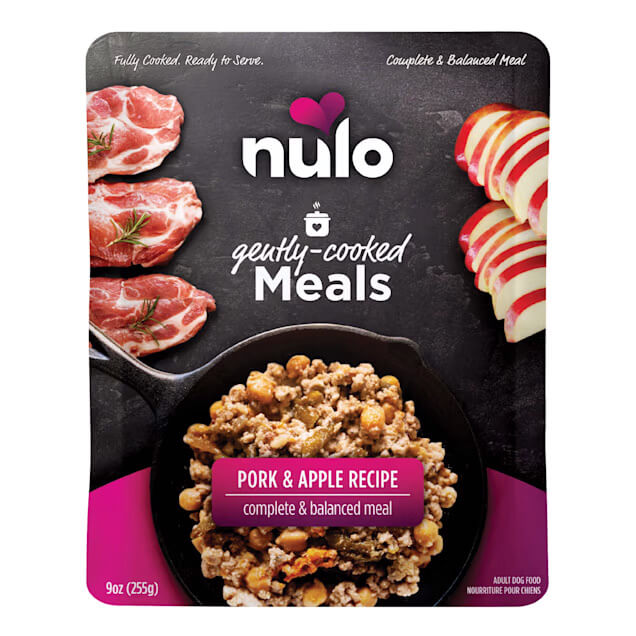 Fully Cooked. Ready to Serve.
Complete & Balanced Meal
nulo
gently-cooked
Meals
PORK & APPLE RECIPE
complete & balanced meal
9oz (255g)
ADULT DOG FOOD
NOURRITURE POUR CHIENS